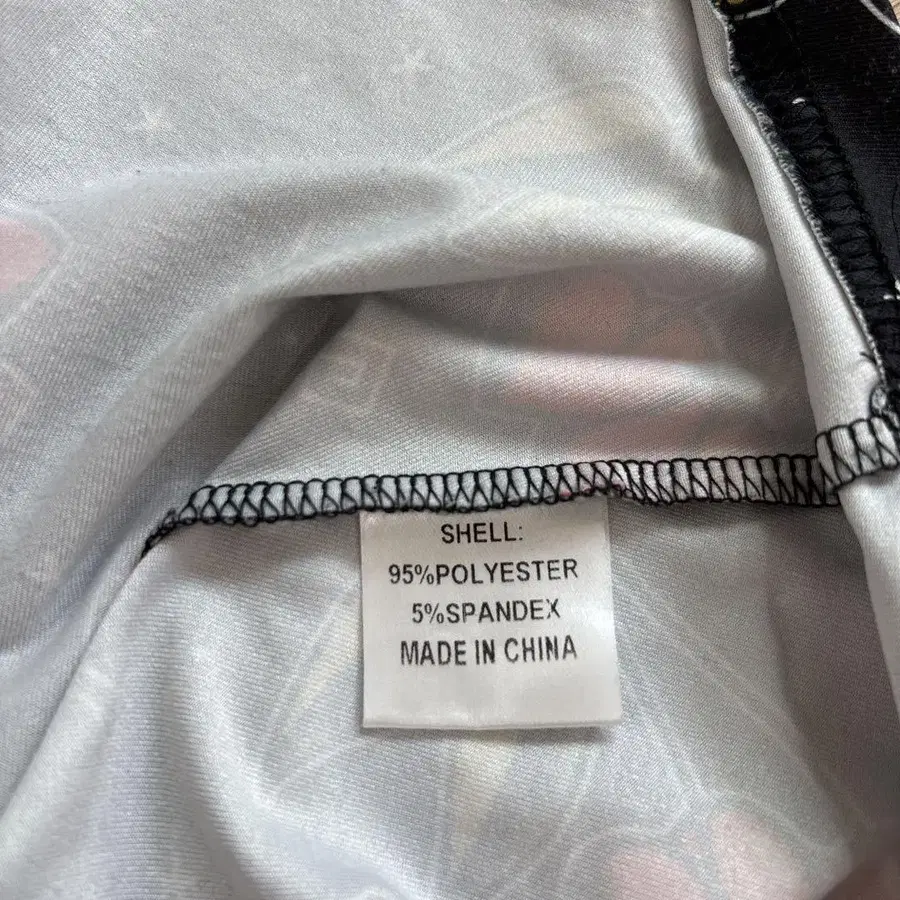 SHELL:
95%POLYESTER
5%SPANDEX
MADE IN CHINA